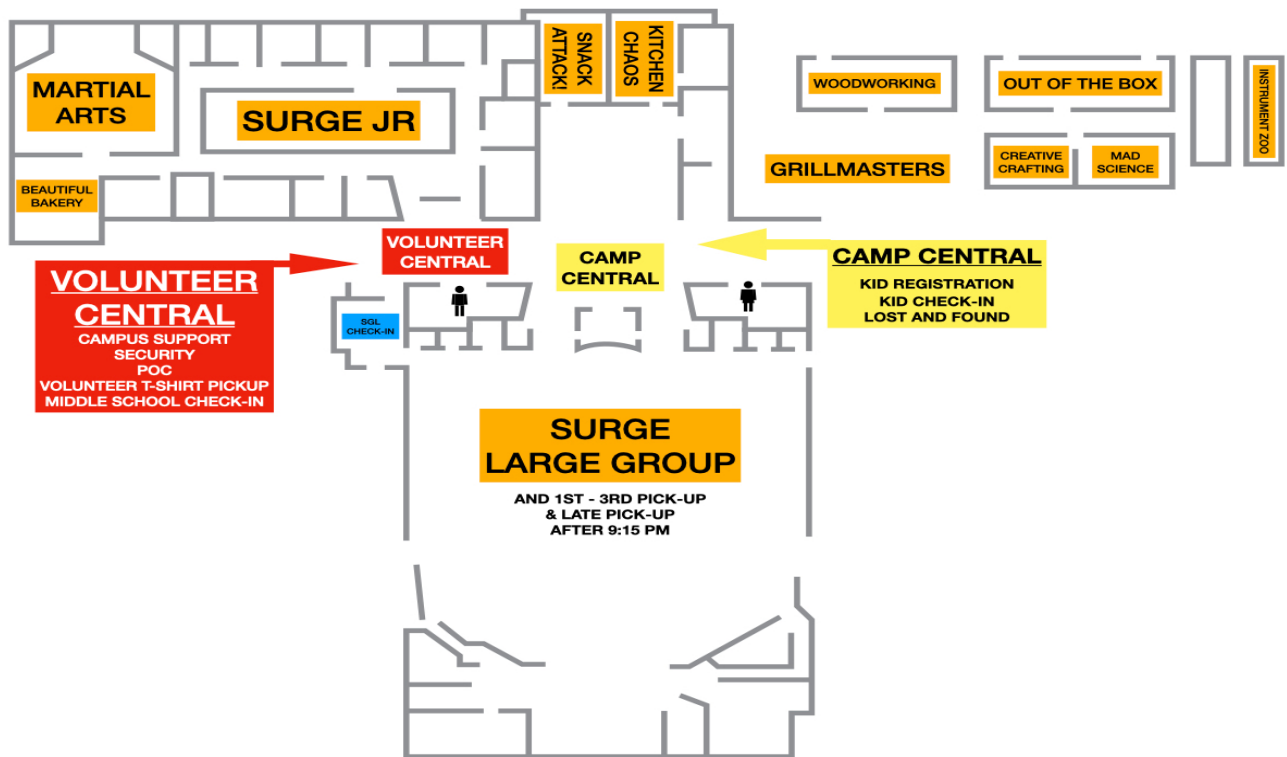 MARTIAL
ARTS
SURGE JR
SNACK
ATTACK!
KITCHEN
CHAOS
WOODWORKING
OUT OF THE BOX
INSTRUMENT ZOO
GRILLMASTERS
CREATIVE
CRAFTING
MAD
SCIENCE
BEAUTIFUL
BAKERY
VOLUNTEER
CENTRAL
CAMP
CENTRAL
VOLUNTEER
CENTRAL
CAMPUS SUPPORT
SECURITY
POC
VOLUNTEER T-SHIRT PICKUP
MIDDLE SCHOOL CHECK-IN
CAMP CENTRAL
KID REGISTRATION
KID CHECK-IN
LOST AND FOUND
SGL
CHECK-IN
SURGE
LARGE GROUP
AND 1ST - 3RD PICK-UP
& LATE PICK-UP
AFTER 9:15 PM